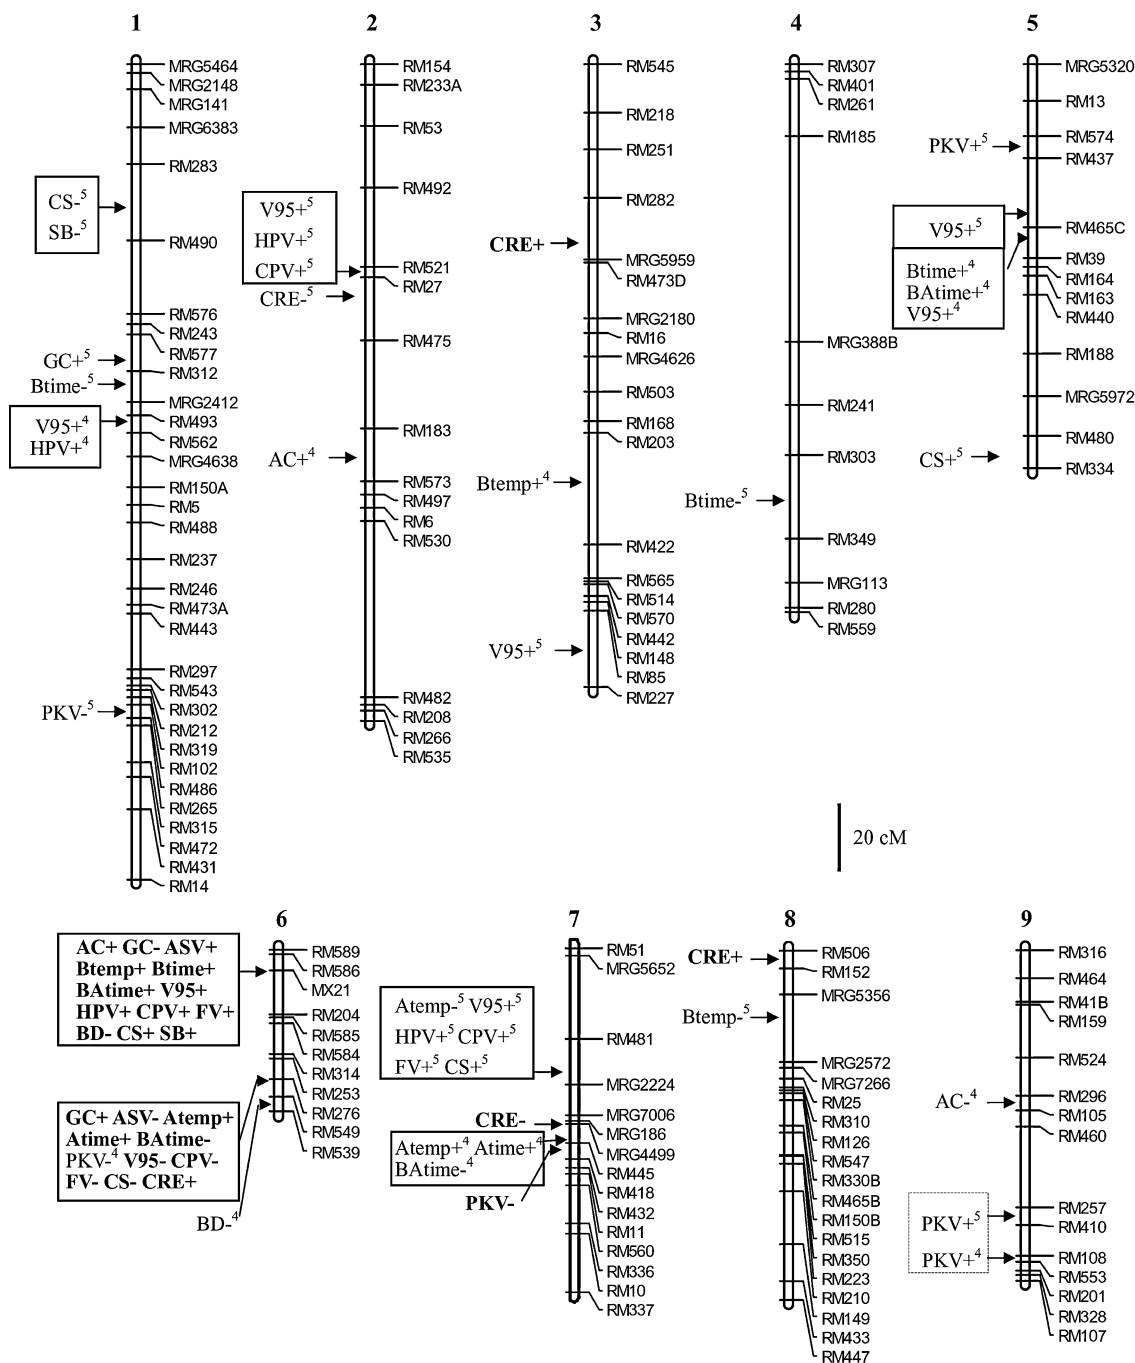 1
MRG5464
MRG2148
MRG141
MRG6383
RM283
CS-⁵
SB-⁵
RM490
RM576
RM243
RM577
GC+⁵
RM312
Btime-⁵
MRG2412
RM493
V95+⁴
HPV+⁴
RM562
MRG4638
RM150A
RM5
RM488
RM237
RM246
RM473A
RM443
RM297
RM543
RM302
PKV-⁵
RM212
RM319
RM102
RM486
RM265
RM315
RM472
RM431
RM14
2
RM154
RM233A
RM53
RM492
V95+⁵
HPV+⁵
CPV+⁵
RM521
RM27
CRE-⁵
RM475
RM183
AC+⁴
RM573
RM497
RM6
RM530
RM482
RM208
RM266
RM535
3
RM545
RM218
RM251
RM282
CRE+
MRG5959
RM473D
MRG2180
RM16
MRG4626
RM503
RM168
RM203
Btemp+⁴
RM422
RM565
RM514
RM570
RM442
V95+⁵
RM148
RM85
RM227
4
RM307
RM401
RM261
RM185
MRG388B
RM241
RM303
Btime-⁵
RM349
MRG113
RM280
RM559
5
MRG5320
RM13
RM574
PKV+⁵
RM437
V95+⁵
RM465C
RM39
Btime+⁴
BAtime+⁴
V95+⁴
RM164
RM163
RM440
RM188
MRG5972
RM480
CS+⁵
RM334
20 cM
6
AC+ GC- ASV+
Btemp+ Btime+
BAtime+ V95+
HPV+ CPV+ FV+
BD- CS+ SB+
RM589
RM586
MX21
RM204
RM585
RM584
RM314
RM253
RM276
RM549
RM539
GC+ ASV- Atemp+
Atime+ BAtime-
PKV-⁴ V95- CPV-
FV- CS- CRE+
BD-⁴
7
RM51
MRG5652
Atemp-⁵ V95+⁵
HPV+⁵ CPV+⁵
FV+⁵ CS+⁵
RM481
MRG2224
MRG7006
CRE-
MRG186
Atemp+⁴ Atime+⁴
BAtime-⁴
MRG4499
RM445
RM418
PKV-
RM432
RM11
RM560
RM336
RM10
RM337
8
CRE+
RM506
RM152
MRG5356
Btemp-⁵
MRG2572
MRG7266
RM25
RM310
RM126
RM547
RM330B
RM465B
RM150B
RM515
RM350
RM223
RM210
RM149
RM433
RM447
9
RM316
RM464
RM41B
RM159
RM524
RM296
AC-⁴
RM105
RM460
RM257
PKV+⁵
RM410
PKV+⁴
RM108
RM553
RM201
RM328
RM107